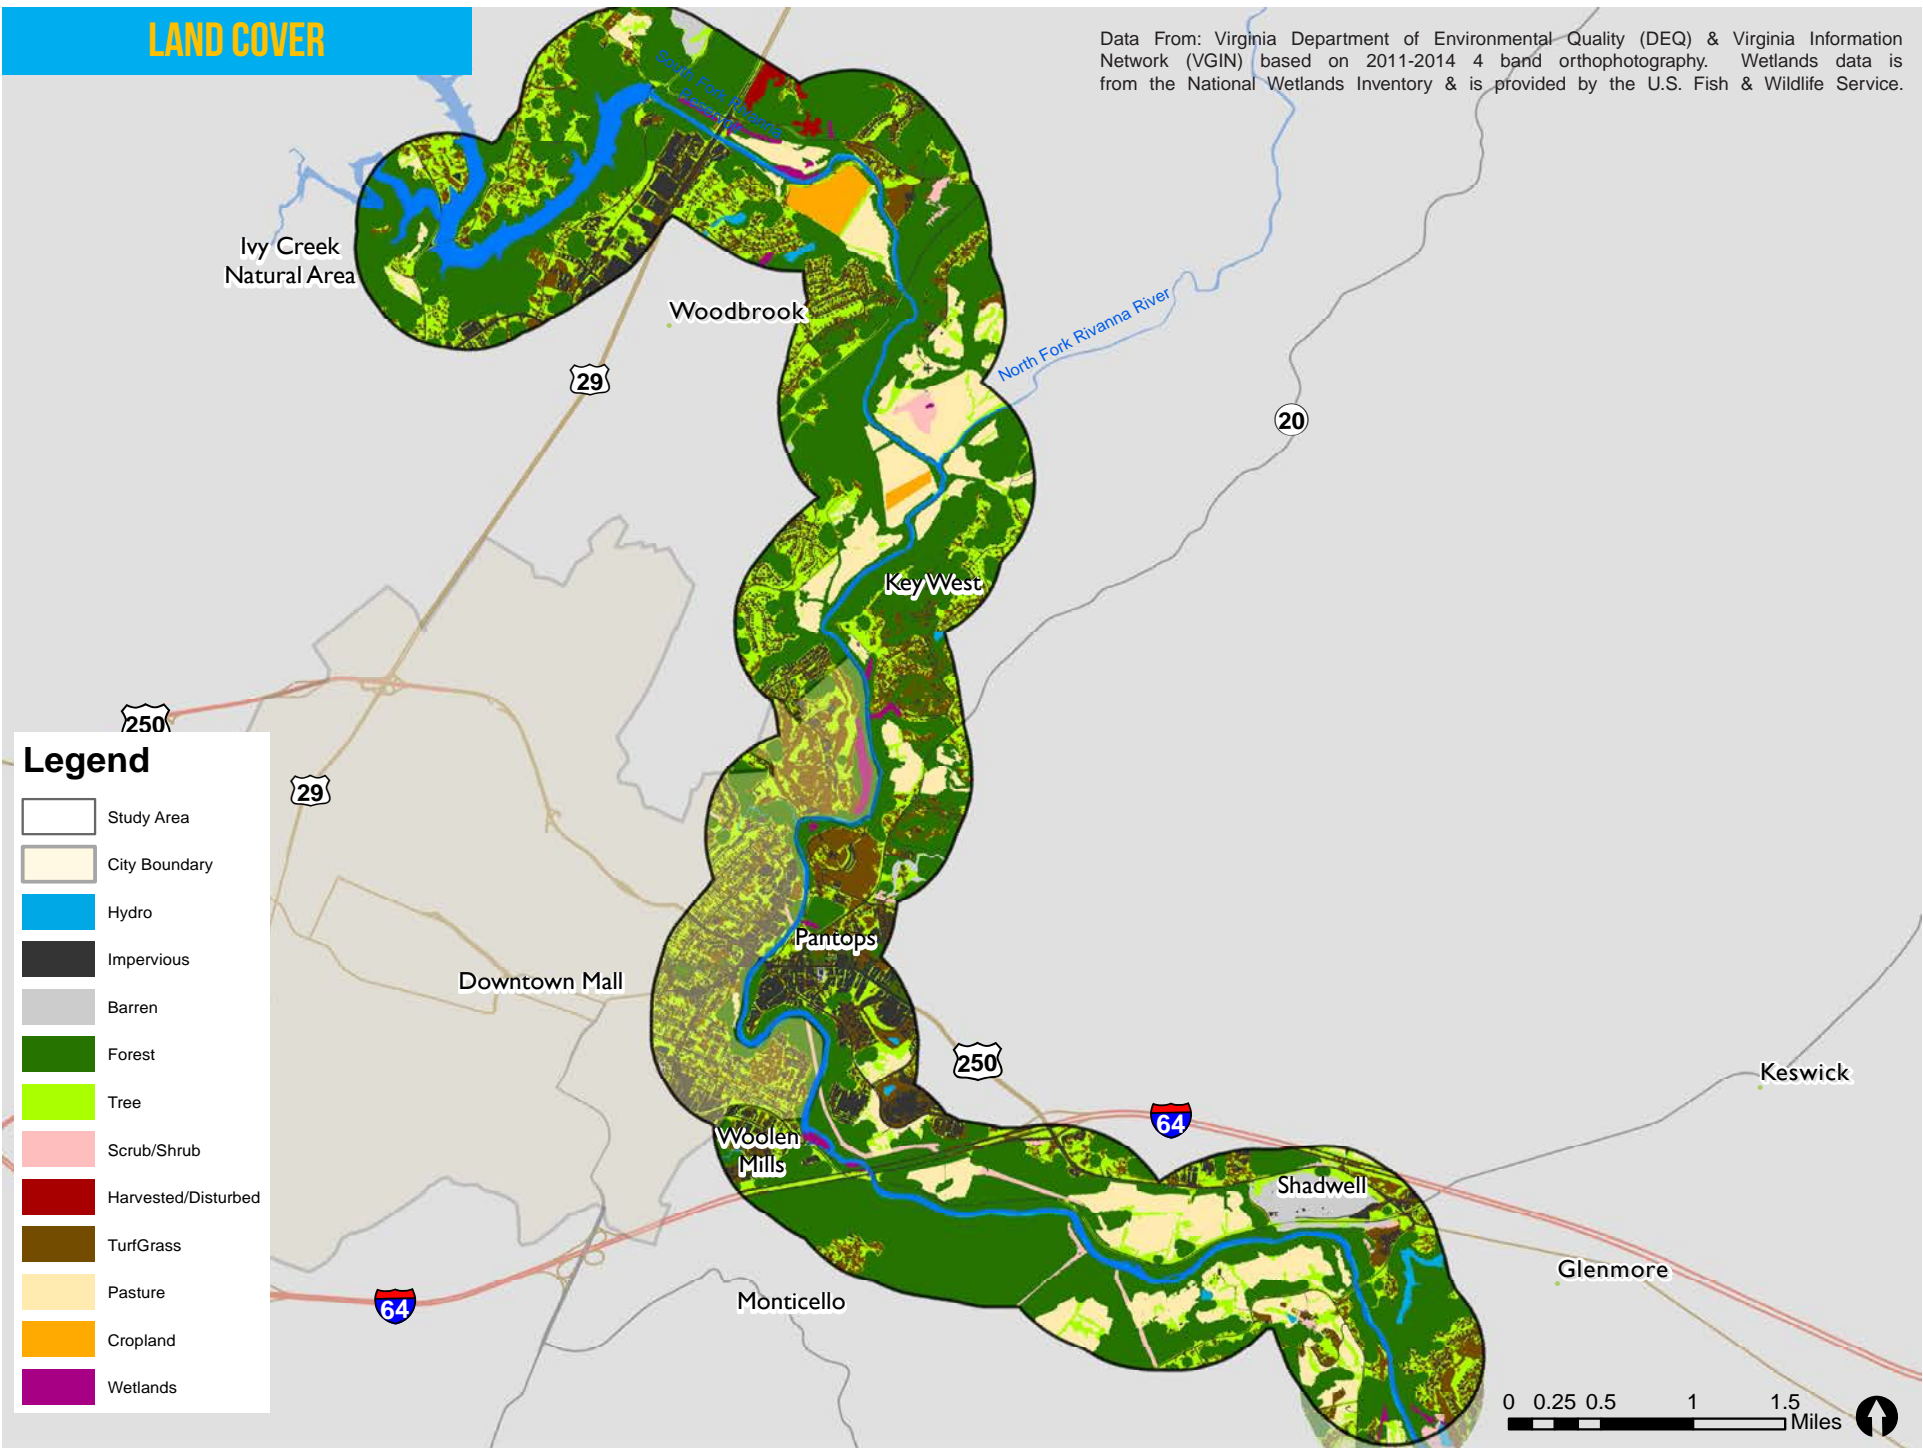 LAND COVER
Data From: Virginia Department of Environmental Quality (DEQ) & Virginia Information
Network (VGIN) based on 2011-2014 4 band orthophotography. Wetlands data is
from the National Wetlands Inventory & is provided by the U.S. Fish & Wildlife Service.
South Fork Rivanna
Reservoir
Ivy Creek
Natural Area
Woodbrook
North Fork Rivanna River
29
20
Key West
250
29
Pantops
Downtown Mall
250
Keswick
64
Woolen
Mills
Shadwell
Glenmore
Monticello
64
Legend
Study Area
City Boundary
Hydro
Impervious
Barren
Forest
Tree
Scrub/Shrub
Harvested/Disturbed
TurfGrass
Pasture
Cropland
Wetlands
0 0.25 0.5 1 1.5
Miles